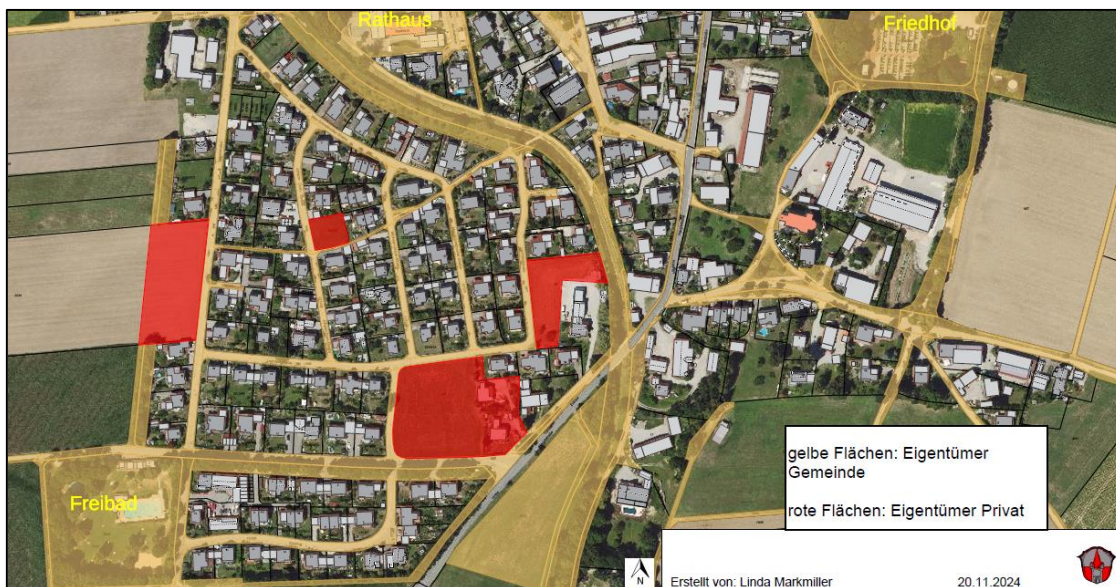 Rathaus
Friedhof
Freibad
gelbe Flächen: Eigentümer
Gemeinde
rote Flächen: Eigentümer Privat
N
Erstellt von: Linda Markmiller 20.11.2024